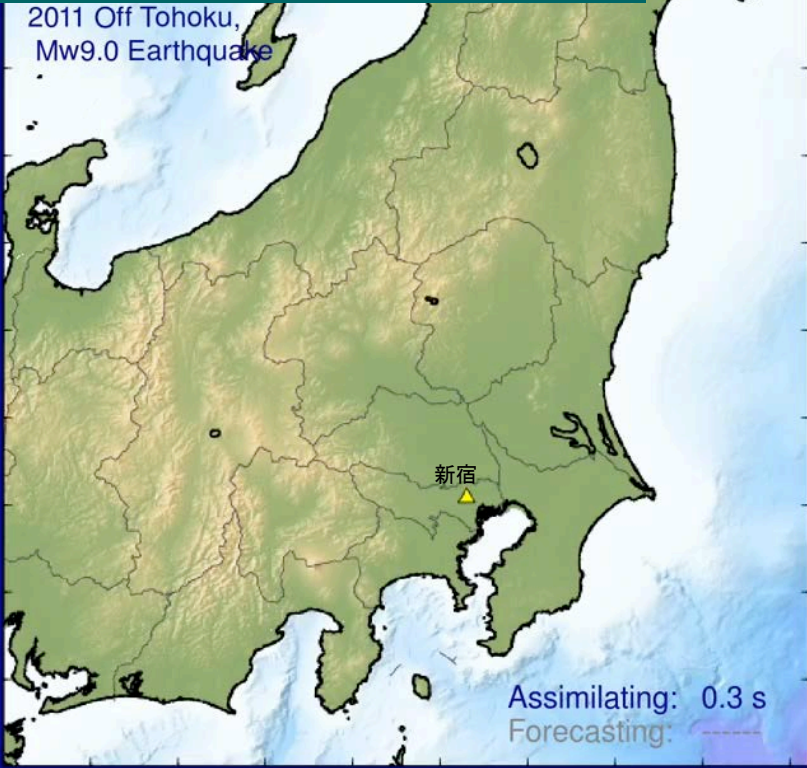 2011 Off Tohoku,
Mw9.0 Earthquake
新宿
Assimilating: 0.3 s
Forecasting: ------